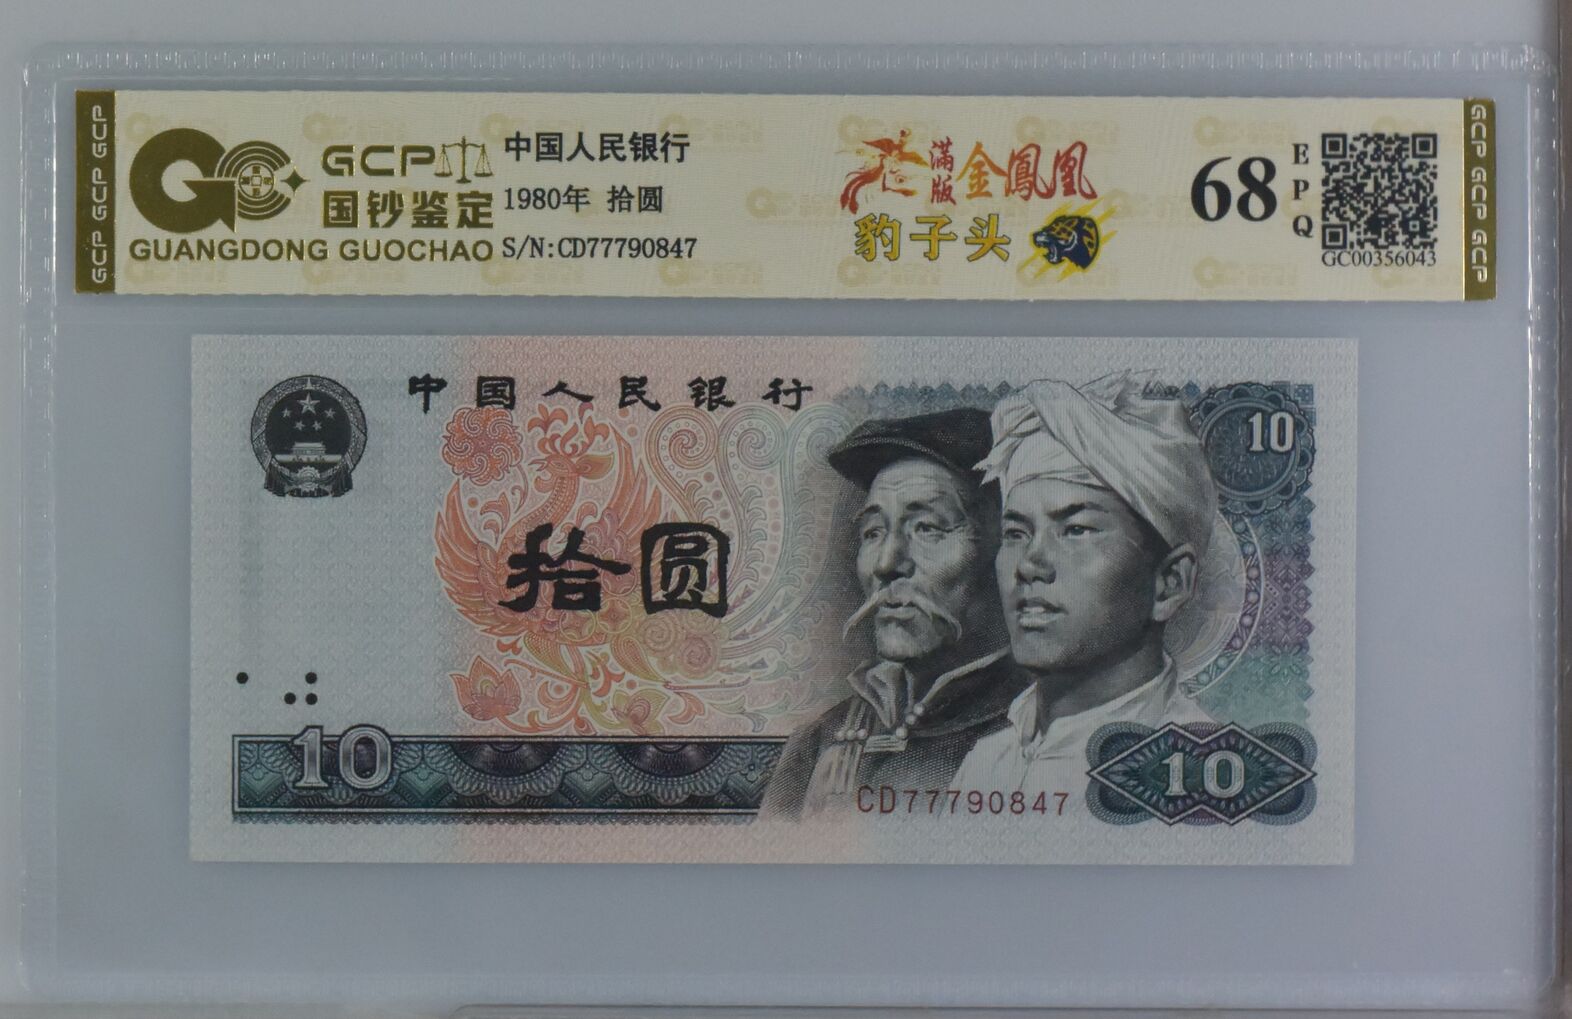 GCP GCP GCP
GCP
国钞鉴定
GUANGDONG GUOCHAO
中国人民银行
1980年 拾圆
S/N:CD77790847
满版金鳳凰
豹子头
68
EPQ
GC00356043
GCP GCP GCP
中国人民银行
10
拾圆
10
CD77790847
10